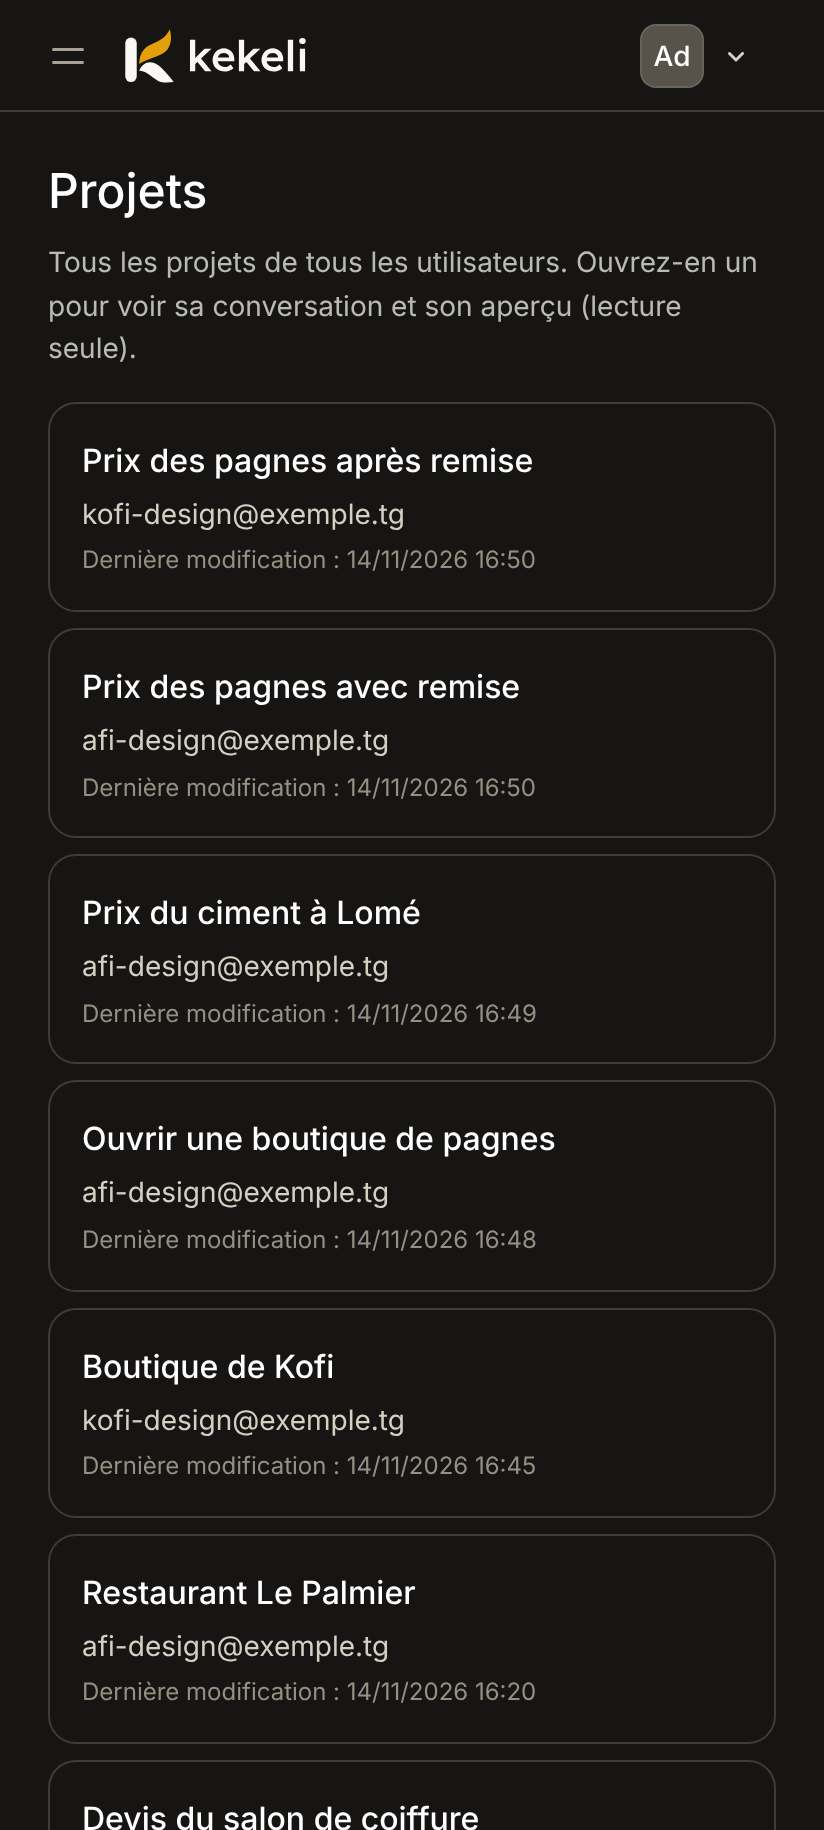 kekeli
Ad
Projets
Tous les projets de tous les utilisateurs. Ouvrez-en un
pour voir sa conversation et son aperçu (lecture
seule).
Prix des pagnes après remise
kofi-design@exemple.tg
Dernière modification : 14/11/2026 16:50
Prix des pagnes avec remise
afi-design@exemple.tg
Dernière modification : 14/11/2026 16:50
Prix du ciment à Lomé
afi-design@exemple.tg
Dernière modification : 14/11/2026 16:49
Ouvrir une boutique de pagnes
afi-design@exemple.tg
Dernière modification : 14/11/2026 16:48
Boutique de Kofi
kofi-design@exemple.tg
Dernière modification : 14/11/2026 16:45
Restaurant Le Palmier
afi-design@exemple.tg
Dernière modification : 14/11/2026 16:20
Devis du salon de coiffure